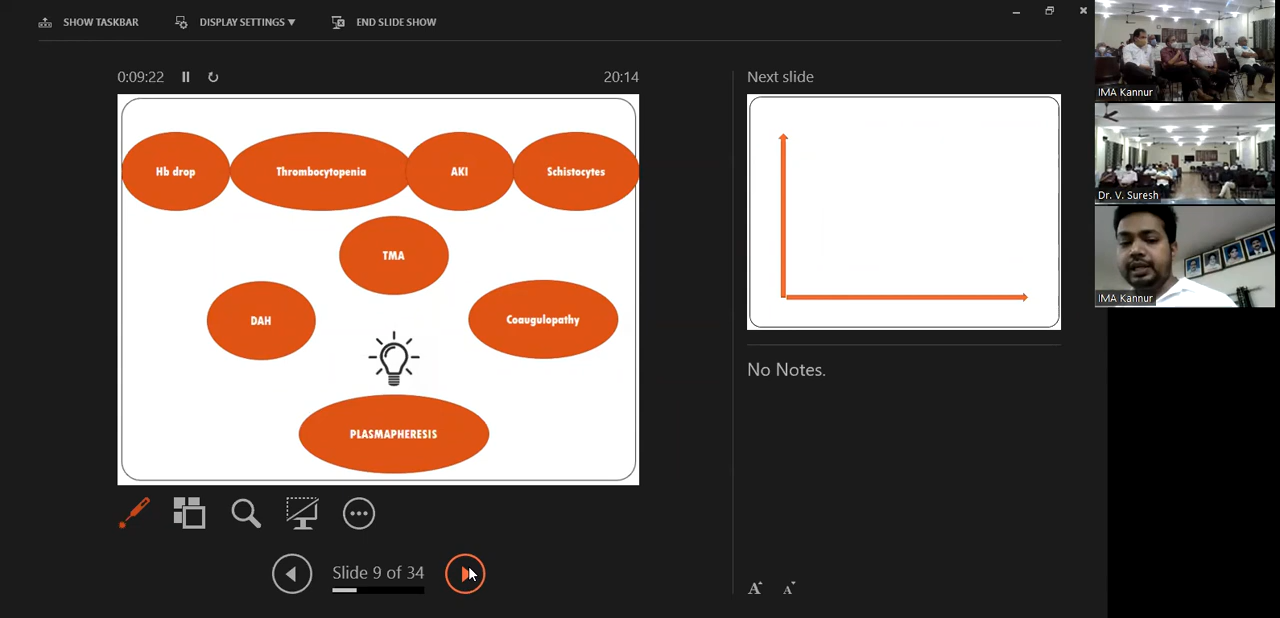 SHOW TASKBAR
DISPLAY SETTINGS ▼
END SLIDE SHOW
0:09:22
20:14
Next slide
Hb drop
Thrombocytopenia
AKI
Schistocytes
TMA
DAH
Coaugulopathy
PLASMAPHERESIS
No Notes.
Slide 9 of 34
A A
IMA Kannur
Dr. V. Suresh
IMA Kannur